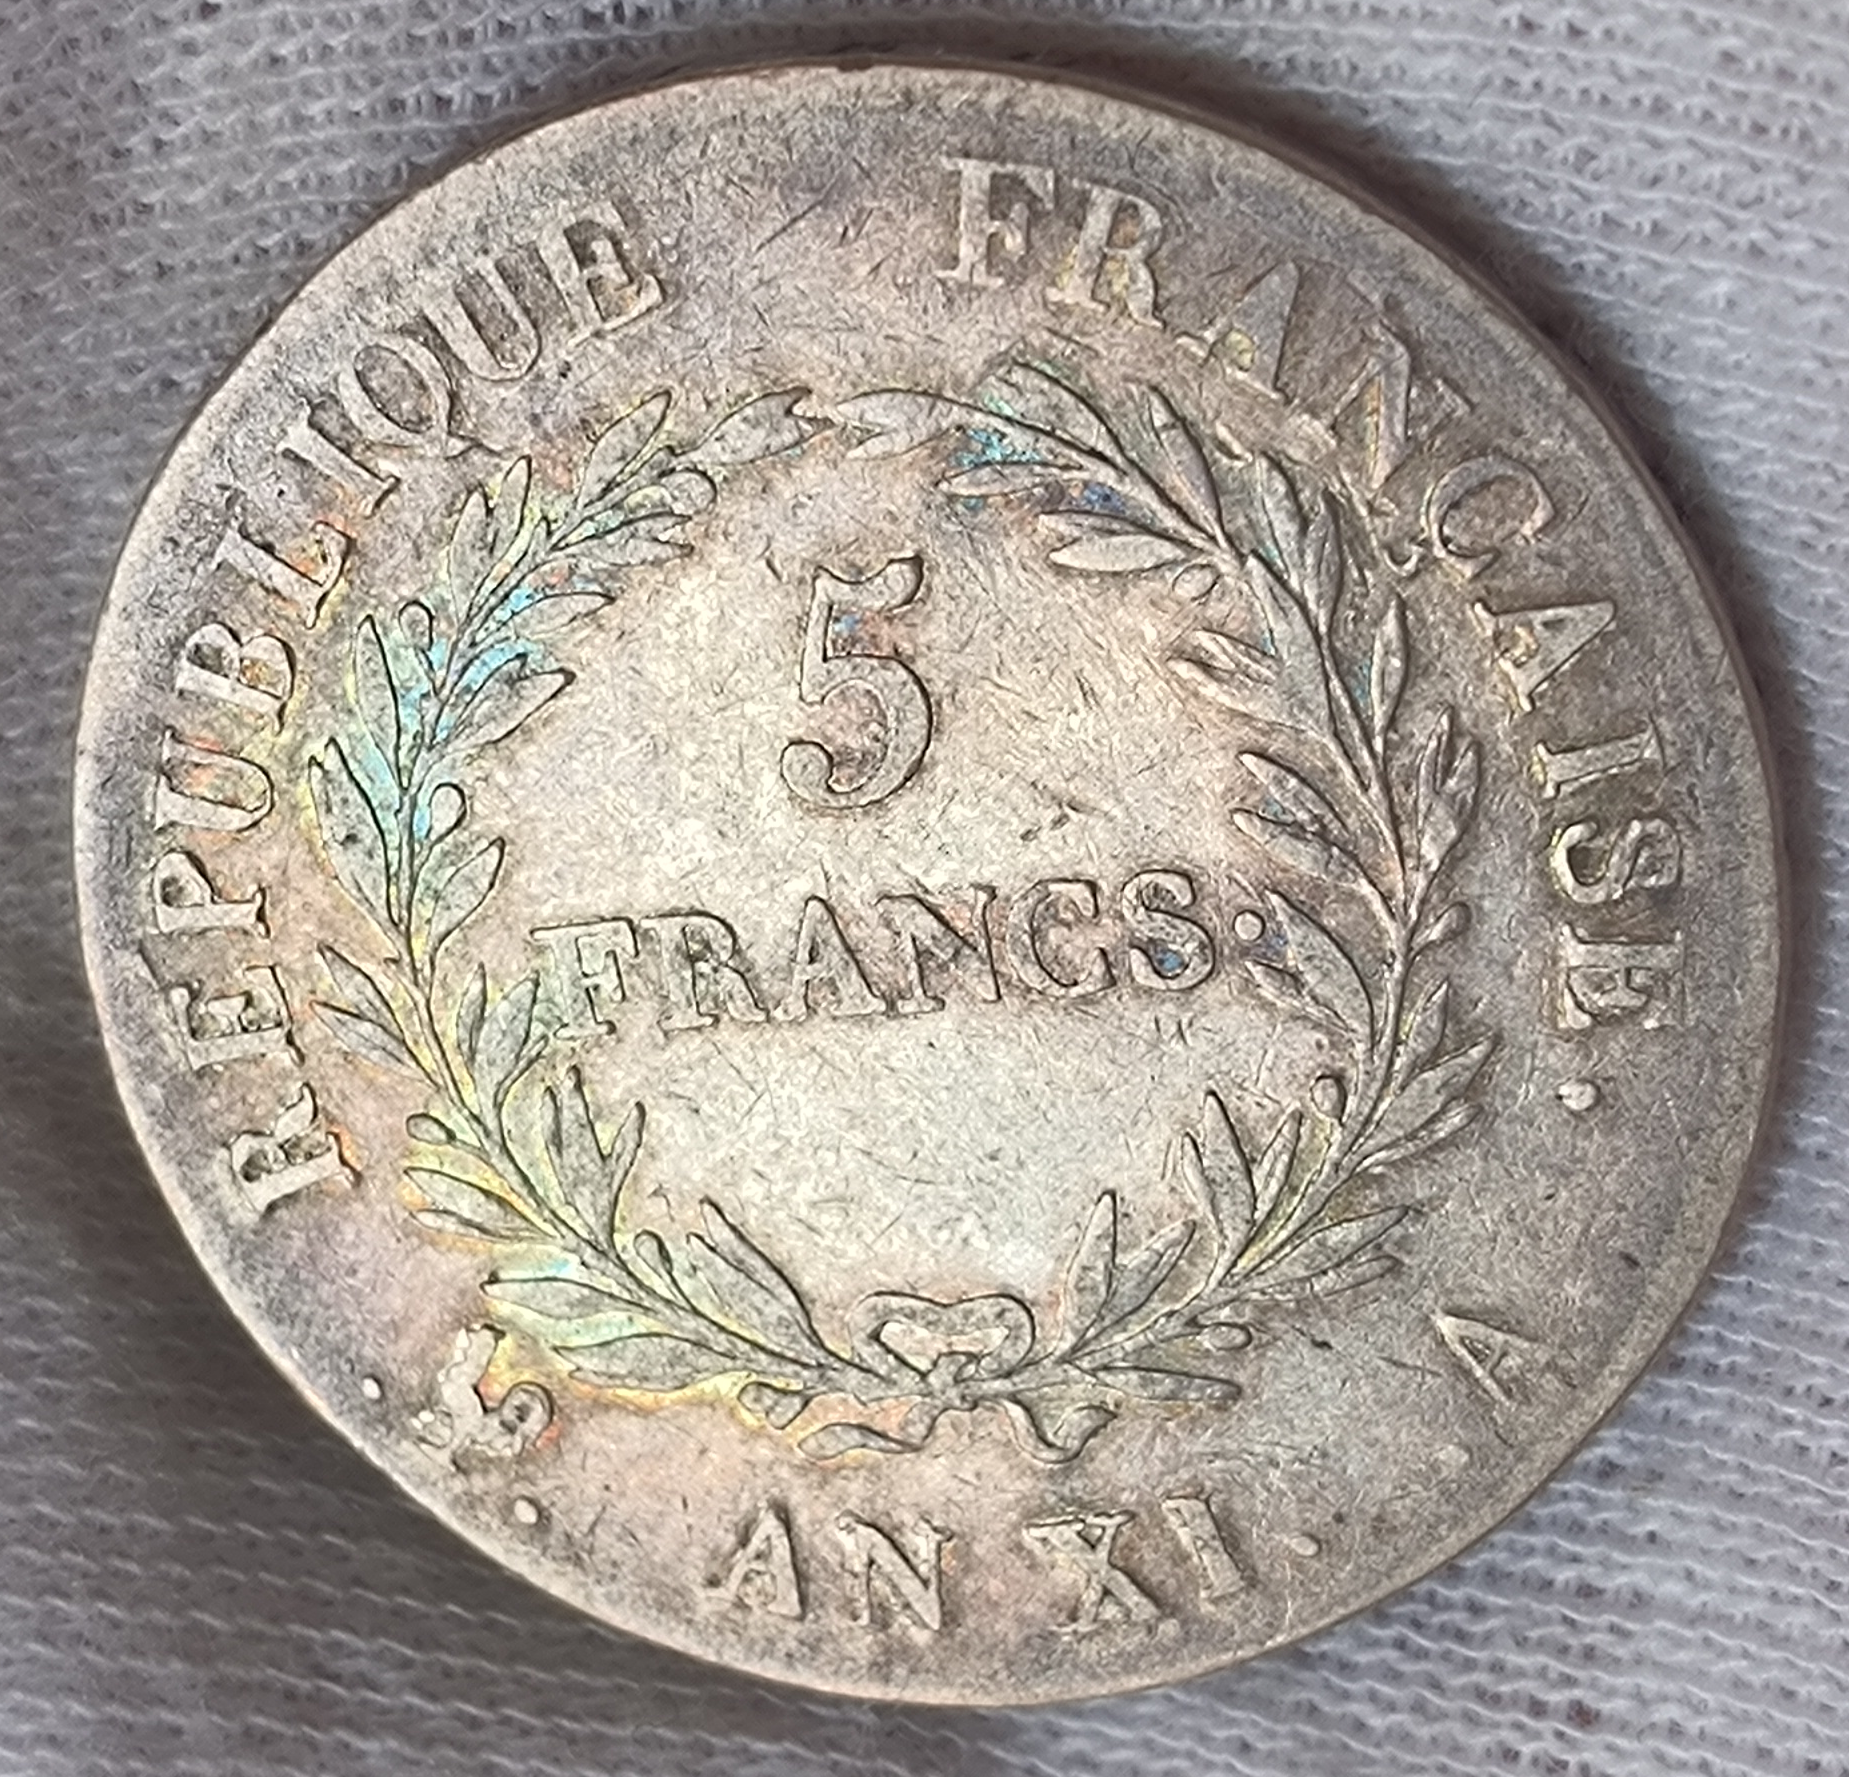 REPUBLIQUE FRANÇAISE.
5
FRANCS.
. AN XI .
A